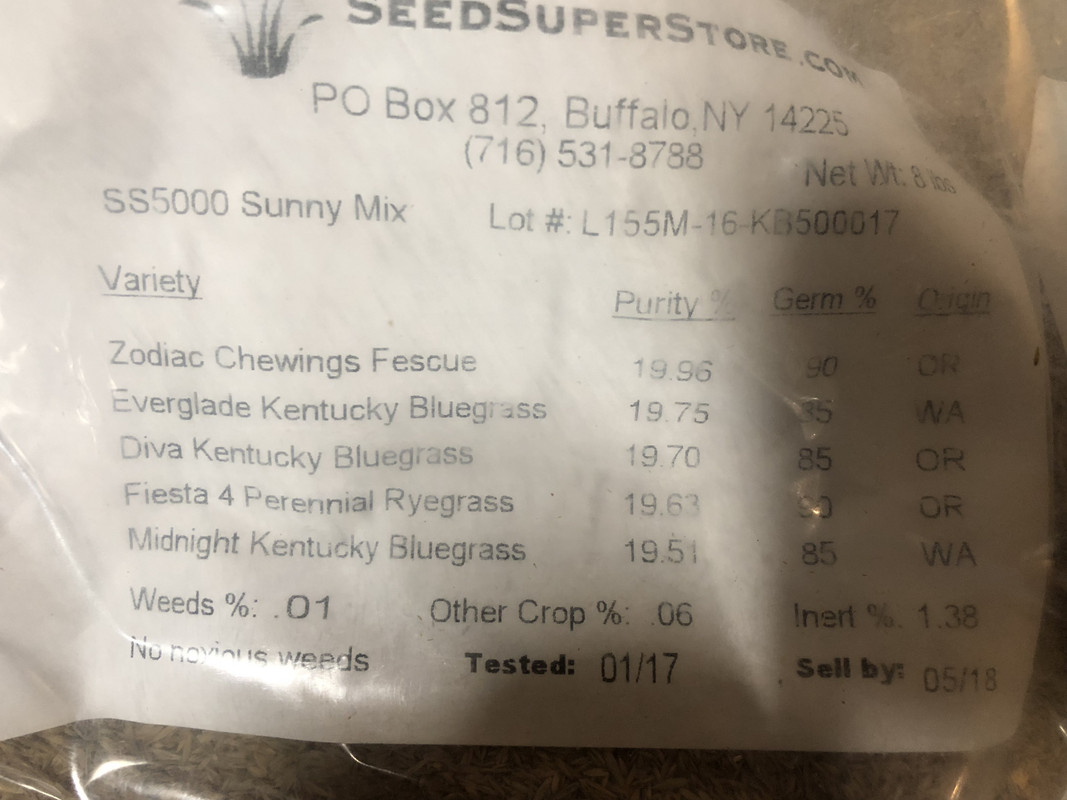 SEEDSUPERSTORE.COM
PO Box 812, Buffalo, NY 14225
(716) 531-8788
Net Wt: 8 lbs
SS5000 Sunny Mix Lot #: L155M-16-KB500017
Variety Purity % Germ % Origin
Zodiac Chewings Fescue 19.96 90 OR
Everglade Kentucky Bluegrass 19.75 85 WA
Diva Kentucky Bluegrass 19.70 85 OR
Fiesta 4 Perennial Ryegrass 19.63 90 OR
Midnight Kentucky Bluegrass 19.51 85 WA
Weeds %: .01 Other Crop %: .06 Inert %. 1.38
No noxious weeds Tested: 01/17 Sell by: 05/18